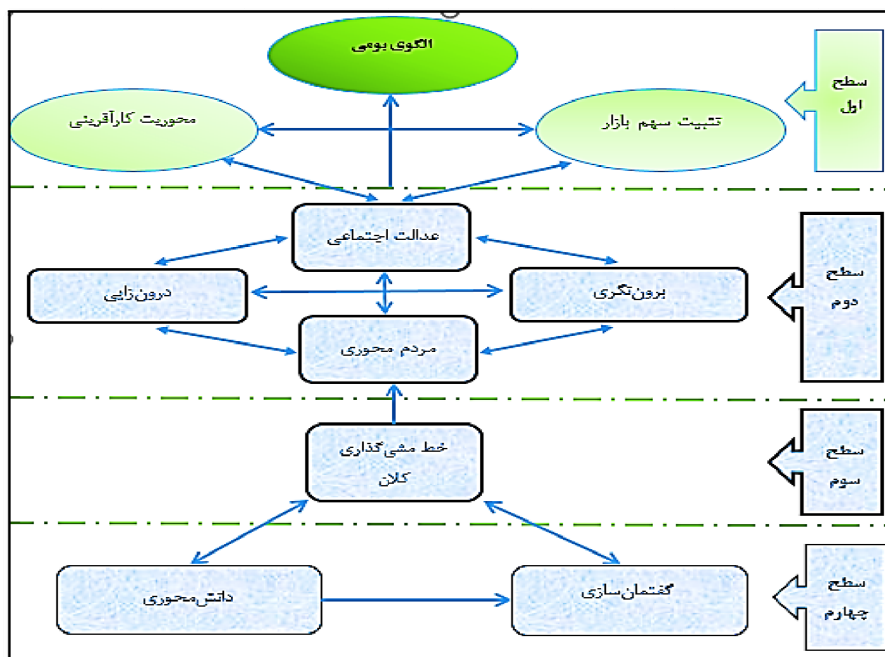 الگوی بومی
سطح
اول
تثبیت سهم بازار
محوریت کارآفرینی
عدالت اجتماعی
سطح
دوم
برون‌نگری
درون‌زایی
مردم محوری
خط مشی‌گذاری
کلان
سطح
سوم
سطح
چهارم
گفتمان‌سازی
دانش‌محوری